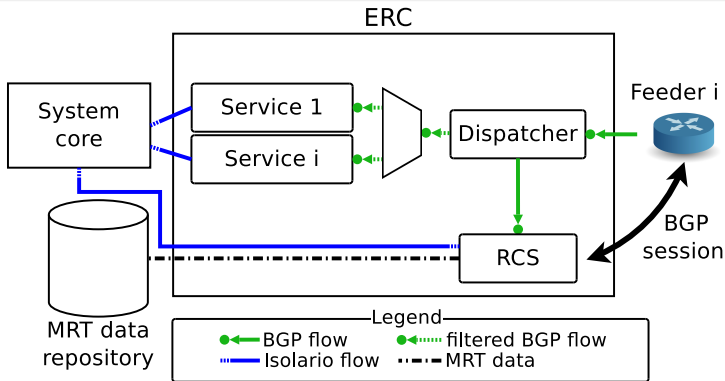 ERC
System
core
Service 1
Service i
Dispatcher
Feeder i
BGP
session
RCS
MRT data
repository
Legend
BGP flow
filtered BGP flow
Isolario flow
MRT data